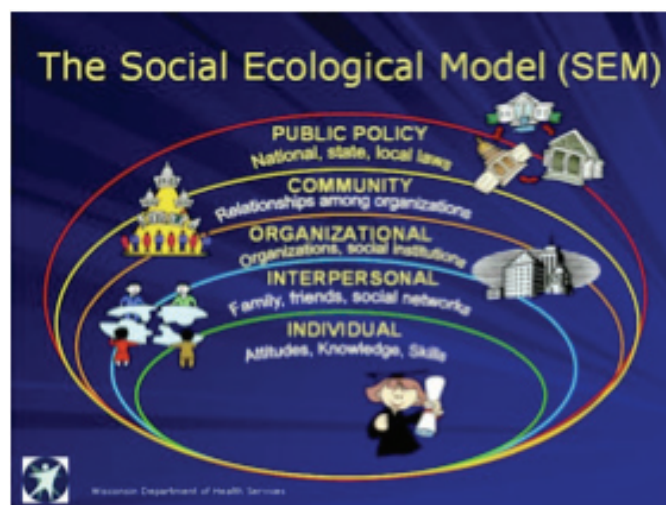 The Social Ecological Model (SEM)
PUBLIC POLICY
National, state, local laws
COMMUNITY
Relationships among organizations
ORGANIZATIONAL
Organizations, social institutions
INTERPERSONAL
Family, friends, social networks
INDIVIDUAL
Attitudes, Knowledge, Skills
Wisconsin Department of Health Services